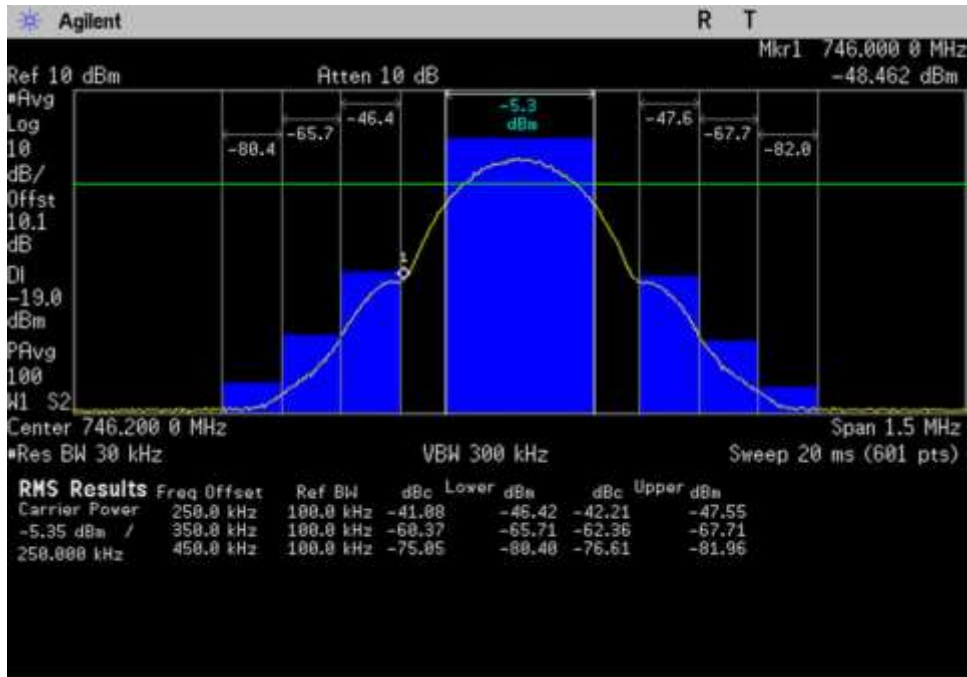 Agilent R T
Mkr1 746.000 0 MHz
Ref 10 dBm Atten 10 dB -48.462 dBm
#Avg
Log
10
dB/
Offst
10.1
dB
DI
-19.0
dBm
PAvg
100
W1 S2
-80.4
-65.7
-46.4
-5.3
dBm
-47.6
-67.7
-82.0
1
Center 746.200 0 MHz Span 1.5 MHz
#Res BW 30 kHz VBW 300 kHz Sweep 20 ms (601 pts)
RMS Results Freq Offset Ref BW dBc Lower dBm dBc Upper dBm
Carrier Power 250.0 kHz 100.0 kHz -41.08 -46.42 -42.21 -47.55
-5.35 dBm / 350.0 kHz 100.0 kHz -60.37 -65.71 -62.36 -67.71
250.000 kHz 450.0 kHz 100.0 kHz -75.05 -80.40 -76.61 -81.96